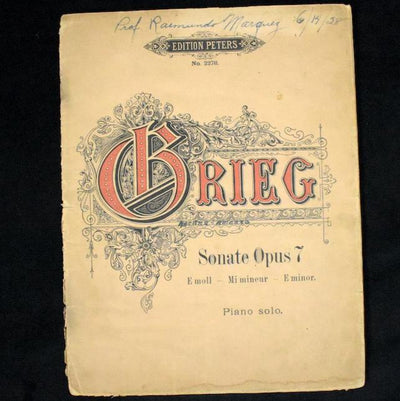 Prof. Raimundo Marquez 6/14/38
EDITION PETERS
No. 2278.
GRIEG
Sonate Opus 7
E moll – Mi mineur – E minor.
Piano solo.